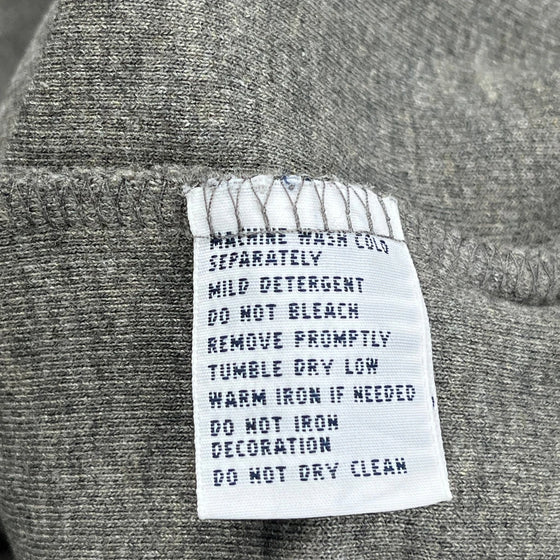 MACHINE WASH COLD
SEPARATELY
MILD DETERGENT
DO NOT BLEACH
REMOVE PROMPTLY
TUMBLE DRY LOW
WARM IRON IF NEEDED
DO NOT IRON
DECORATION
DO NOT DRY CLEAN